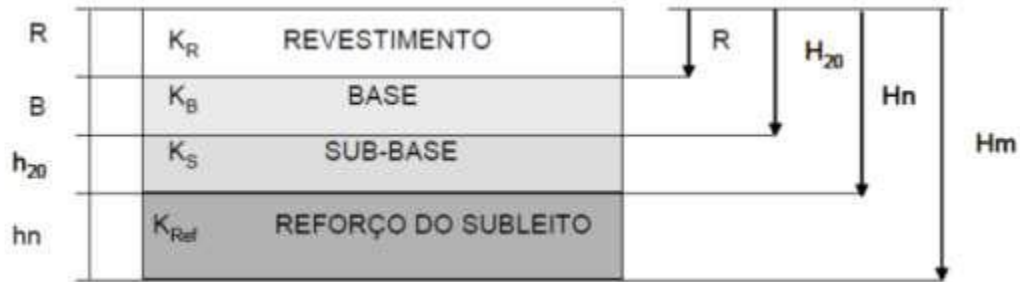 R K_R REVESTIMENTO R H_20
B K_B BASE Hn
h_20 K_S SUB-BASE Hm
hn K_Ref REFORÇO DO SUBLEITO